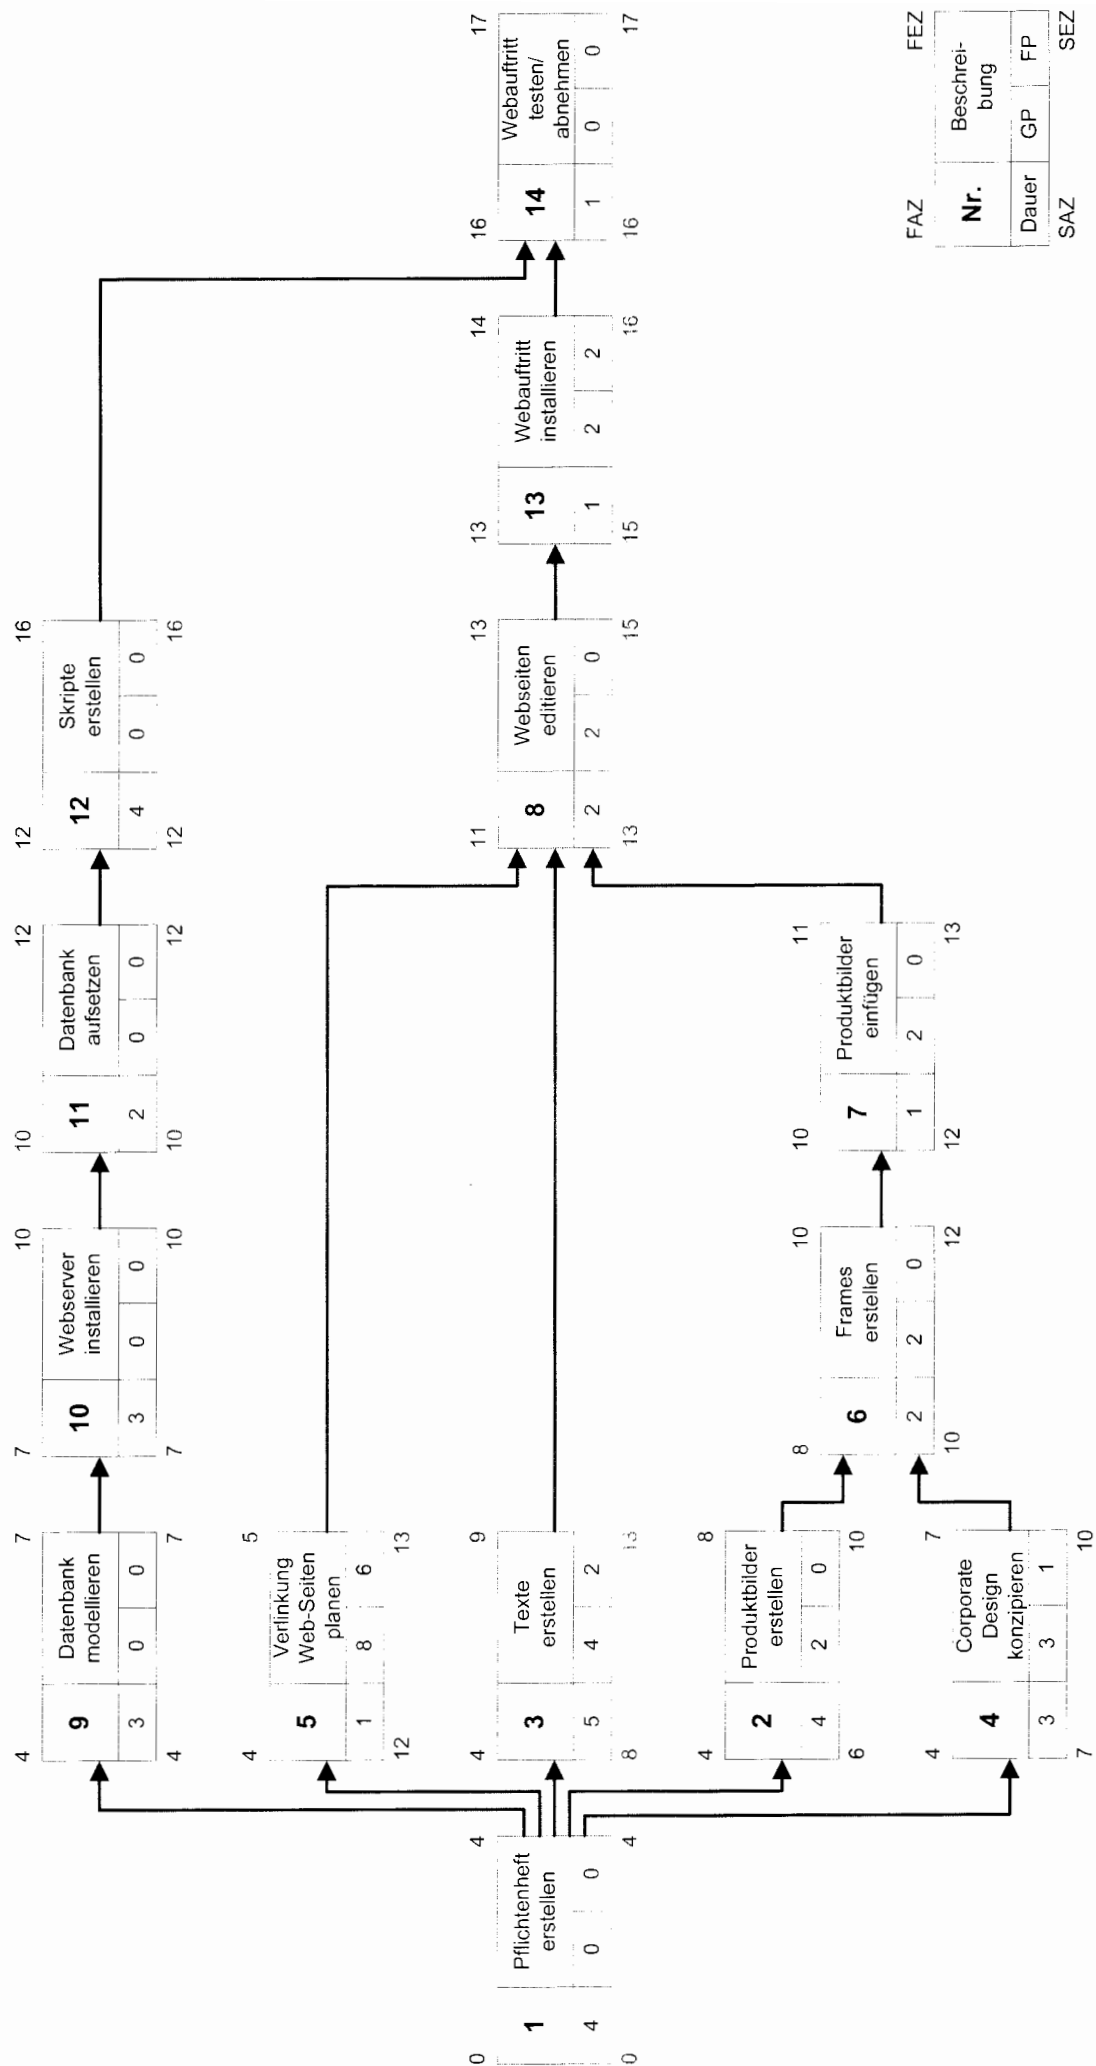 0 4
1 Pflichtenheft
erstellen
4 0 0
0 4
4 7
9 Datenbank
modellieren
3 0 0
4 7
4 5
5 Verlinkung
Web-Seiten
planen
1 8 6
12 13
4 9
3 Texte
erstellen
5 4 2
8 13
4 8
2 Produktbilder
erstellen
4 2 0
6 10
4 7
4 Corporate
Design
konzipieren
3 3 1
7 10
7 10
10 Webserver
installieren
3 0 0
7 10
8 10
6 Frames
erstellen
2 2 0
10 12
10 12
11 Datenbank
aufsetzen
2 0 0
10 12
10 11
7 Produktbilder
einfügen
1 2 0
12 13
12 16
12 Skripte
erstellen
4 0 0
12 16
11 13
8 Webseiten
editieren
2 2 0
13 15
13 14
13 Webauftritt
installieren
1 2 2
15 16
16 17
14 Webauftritt
testen/
abnehmen
1 0 0
16 17
FAZ FEZ
Nr. Beschrei-
bung
Dauer GP FP
SAZ SEZ